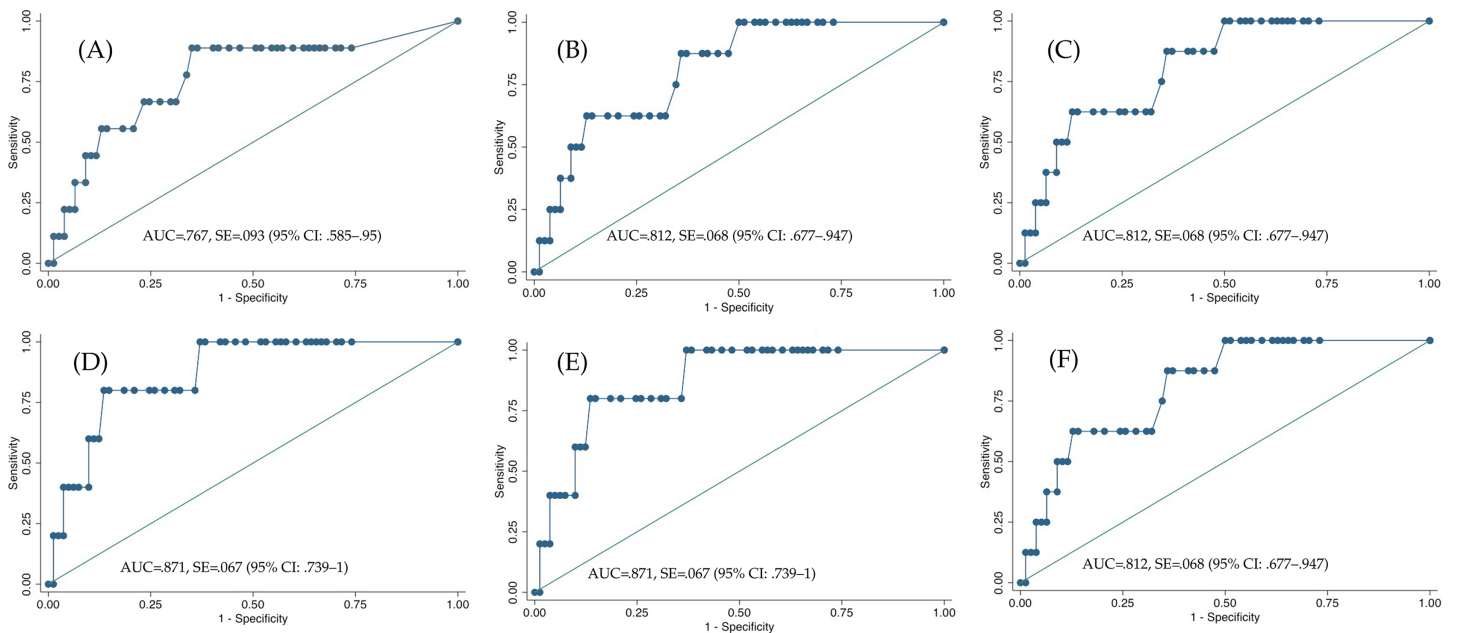 (A)
Sensitivity
1.00
0.75
0.50
0.25
0.00
AUC=.767, SE=.093 (95% CI: .585–.95)
0.00 0.25 0.50 0.75 1.00
1 - Specificity
(B)
Sensitivity
1.00
0.75
0.50
0.25
0.00
AUC=.812, SE=.068 (95% CI: .677–.947)
0.00 0.25 0.50 0.75 1.00
1 - Specificity
(C)
Sensitivity
1.00
0.75
0.50
0.25
0.00
AUC=.812, SE=.068 (95% CI: .677–.947)
0.00 0.25 0.50 0.75 1.00
1 - Specificity
(D)
Sensitivity
1.00
0.75
0.50
0.25
0.00
AUC=.871, SE=.067 (95% CI: .739–1)
0.00 0.25 0.50 0.75 1.00
1 - Specificity
(E)
Sensitivity
1.00
0.75
0.50
0.25
0.00
AUC=.871, SE=.067 (95% CI: .739–1)
0.00 0.25 0.50 0.75 1.00
1 - Specificity
(F)
Sensitivity
1.00
0.75
0.50
0.25
0.00
AUC=.812, SE=.068 (95% CI: .677–.947)
0.00 0.25 0.50 0.75 1.00
1 - Specificity